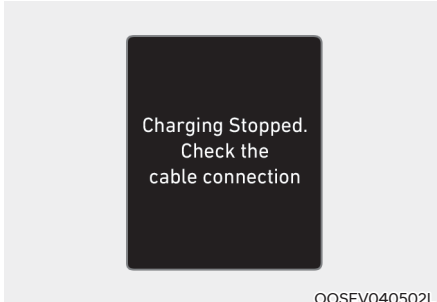 Charging Stopped.
Check the
cable connection
OOSEV040502L